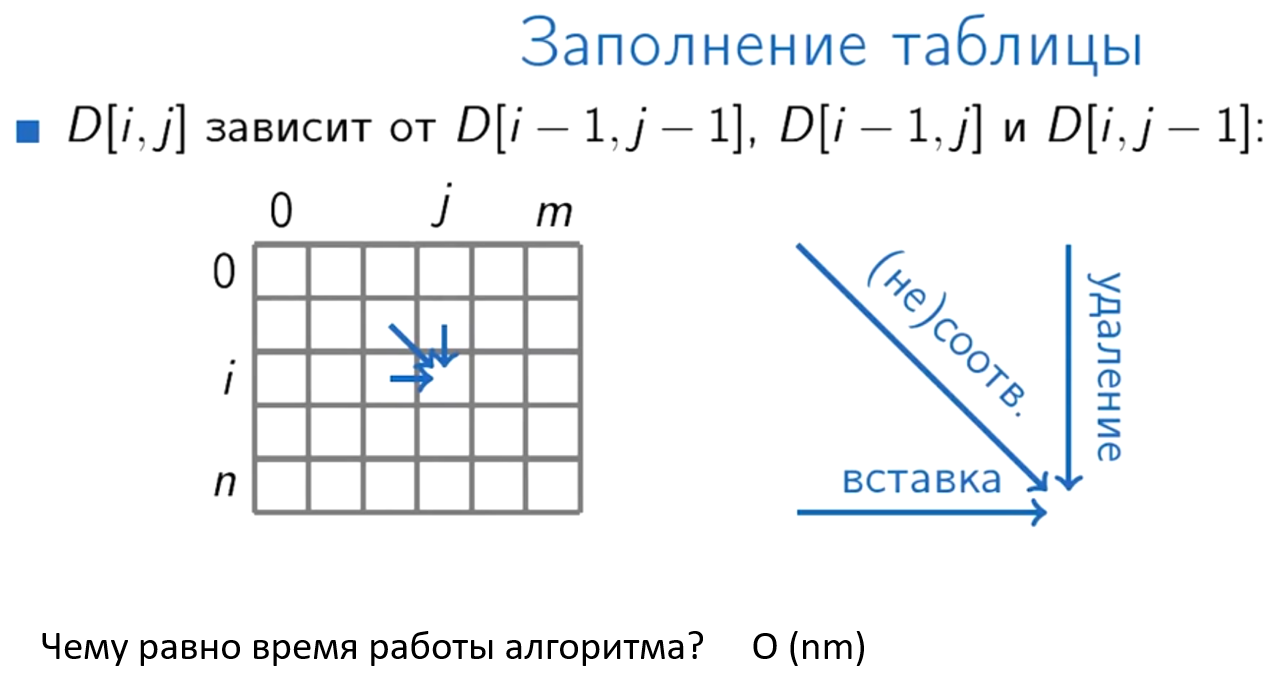 Заполнение таблицы
D[i, j] зависит от D[i − 1, j − 1], D[i − 1, j] и D[i, j − 1]:
0 j m
0
i
n
(не)соотв.
удаление
вставка
Чему равно время работы алгоритма? O (nm)